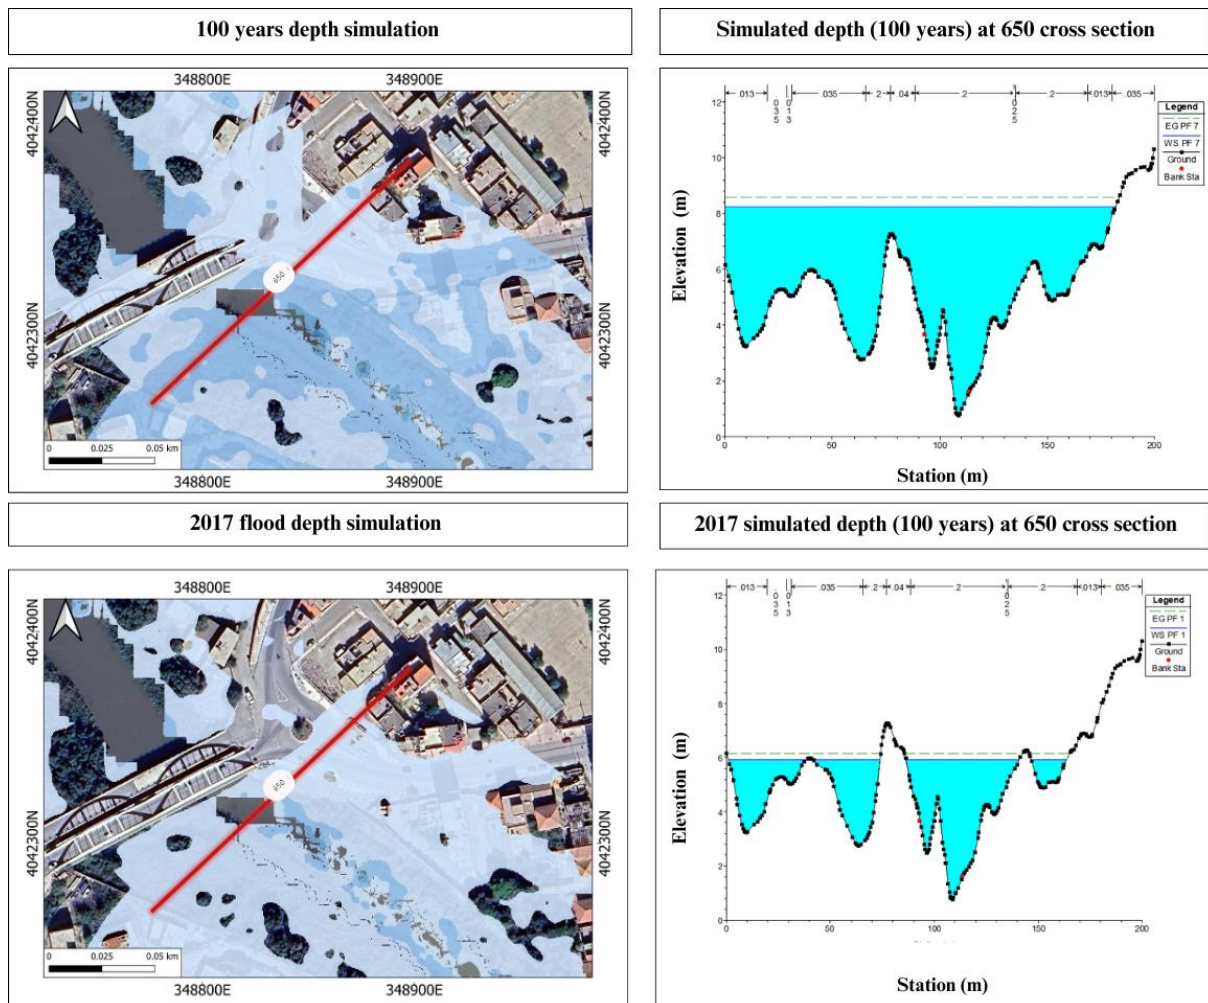 100 years depth simulation
Simulated depth (100 years) at 650 cross section
348800E 348900E
4042400N 4042400N
4042300N 4042300N
650
0 0.025 0.05 km
348800E 348900E
.013 .035 .013 .035 .2 .04 .2 .025 .2 .013 .035
Legend
EG PF 7
WS PF 7
Ground
Bank Sta
12
10
8
6
4
2
0
0 50 100 150 200
Elevation (m)
Station (m)
2017 flood depth simulation
2017 simulated depth (100 years) at 650 cross section
348800E 348900E
4042400N 4042400N
4042300N 4042300N
650
0 0.025 0.05 km
348800E 348900E
.013 .035 .013 .035 .2 .04 .2 .025 .2 .013 .035
Legend
EG PF 1
WS PF 1
Ground
Bank Sta
12
10
8
6
4
2
0
0 50 100 150 200
Elevation (m)
Station (m)